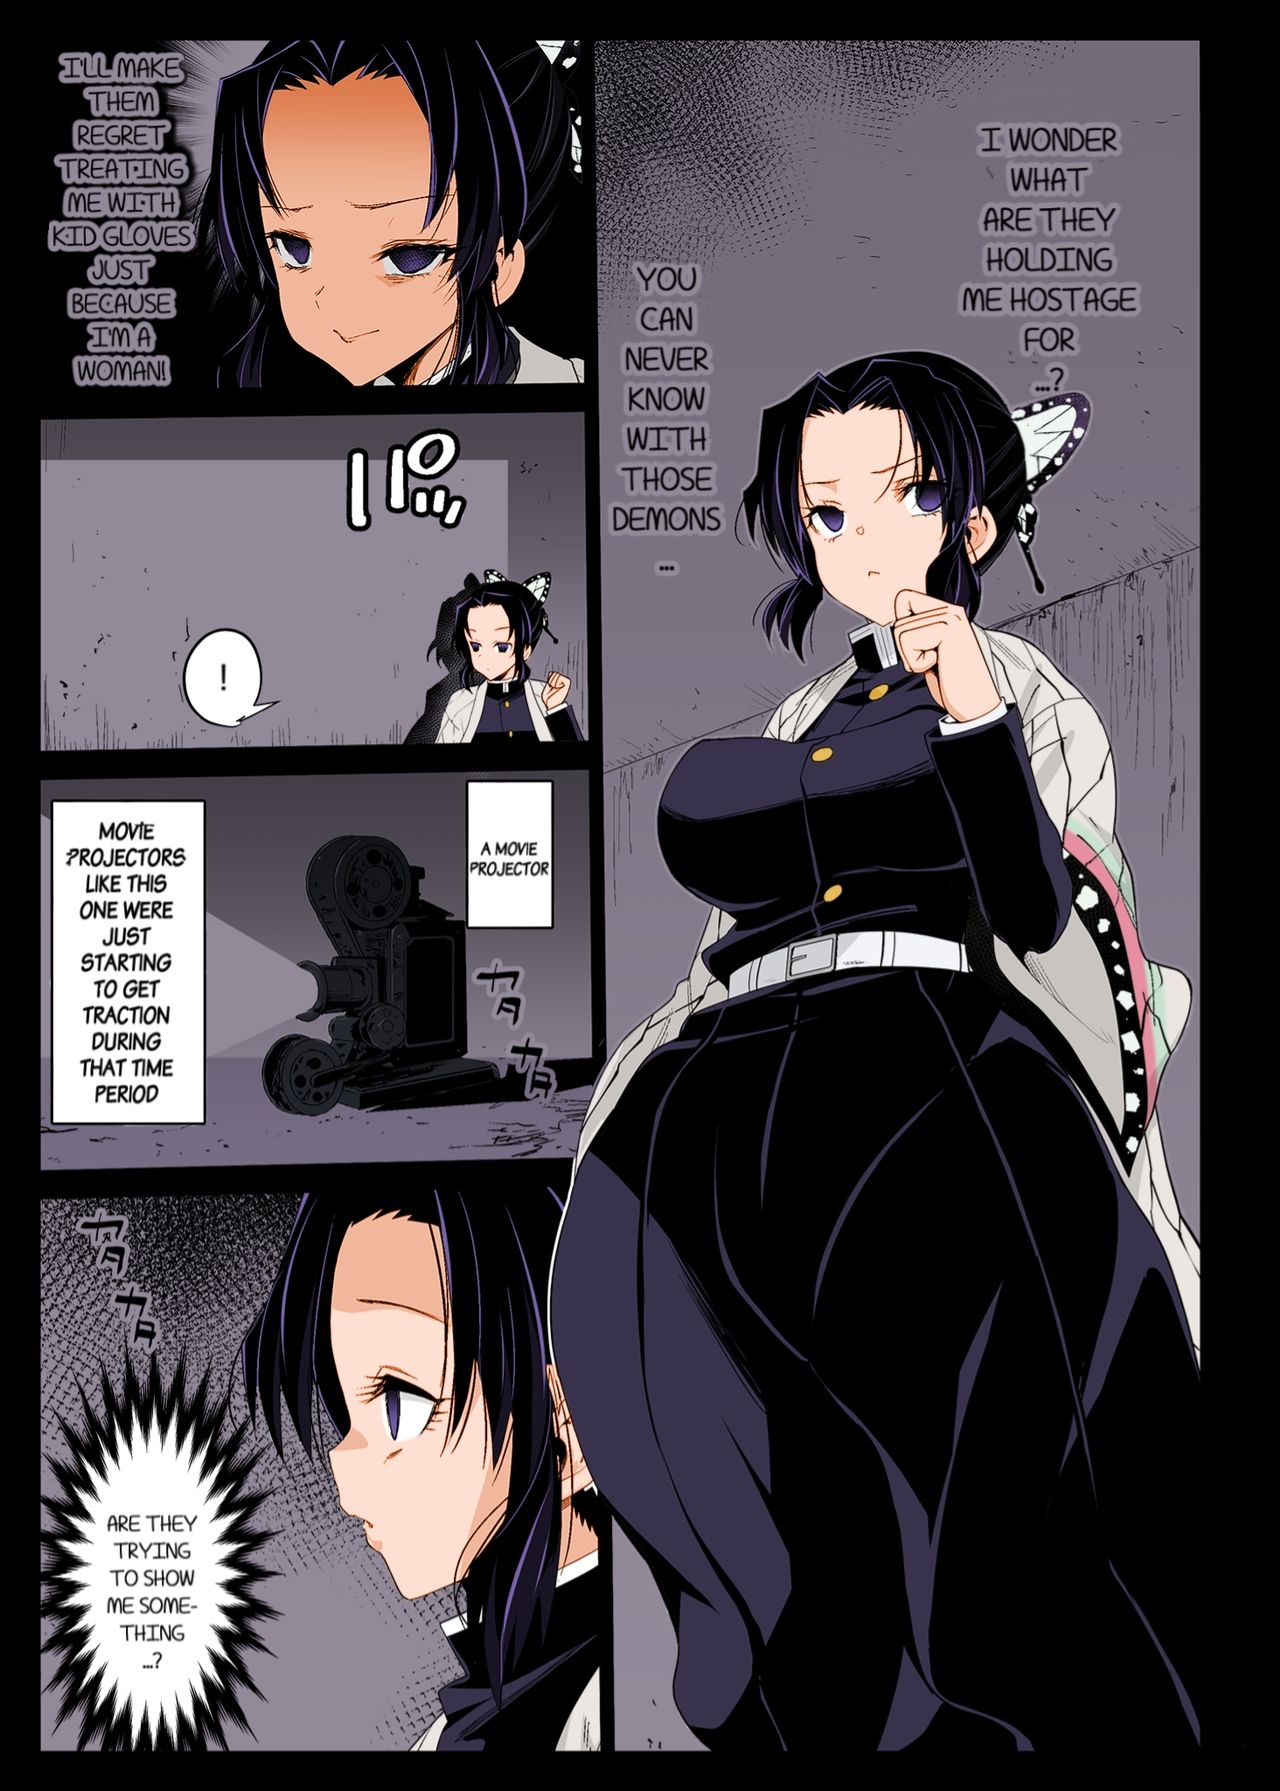 I WONDER
WHAT
ARE THEY
HOLDING
ME HOSTAGE
FOR
...?
YOU
CAN
NEVER
KNOW
WITH
THOSE
DEMONS
...
I'LL MAKE
THEM
REGRET
TREATING
ME WITH
KID GLOVES
JUST
BECAUSE
I'M A
WOMAN!
パッ
!
A MOVIE
PROJECTOR
MOVIE
PROJECTORS
LIKE THIS
ONE WERE
JUST
STARTING
TO GET
TRACTION
DURING
THAT TIME
PERIOD
カタ
カタ
カタ
カタ
ARE THEY
TRYING
TO SHOW
ME SOME-
THING
...?